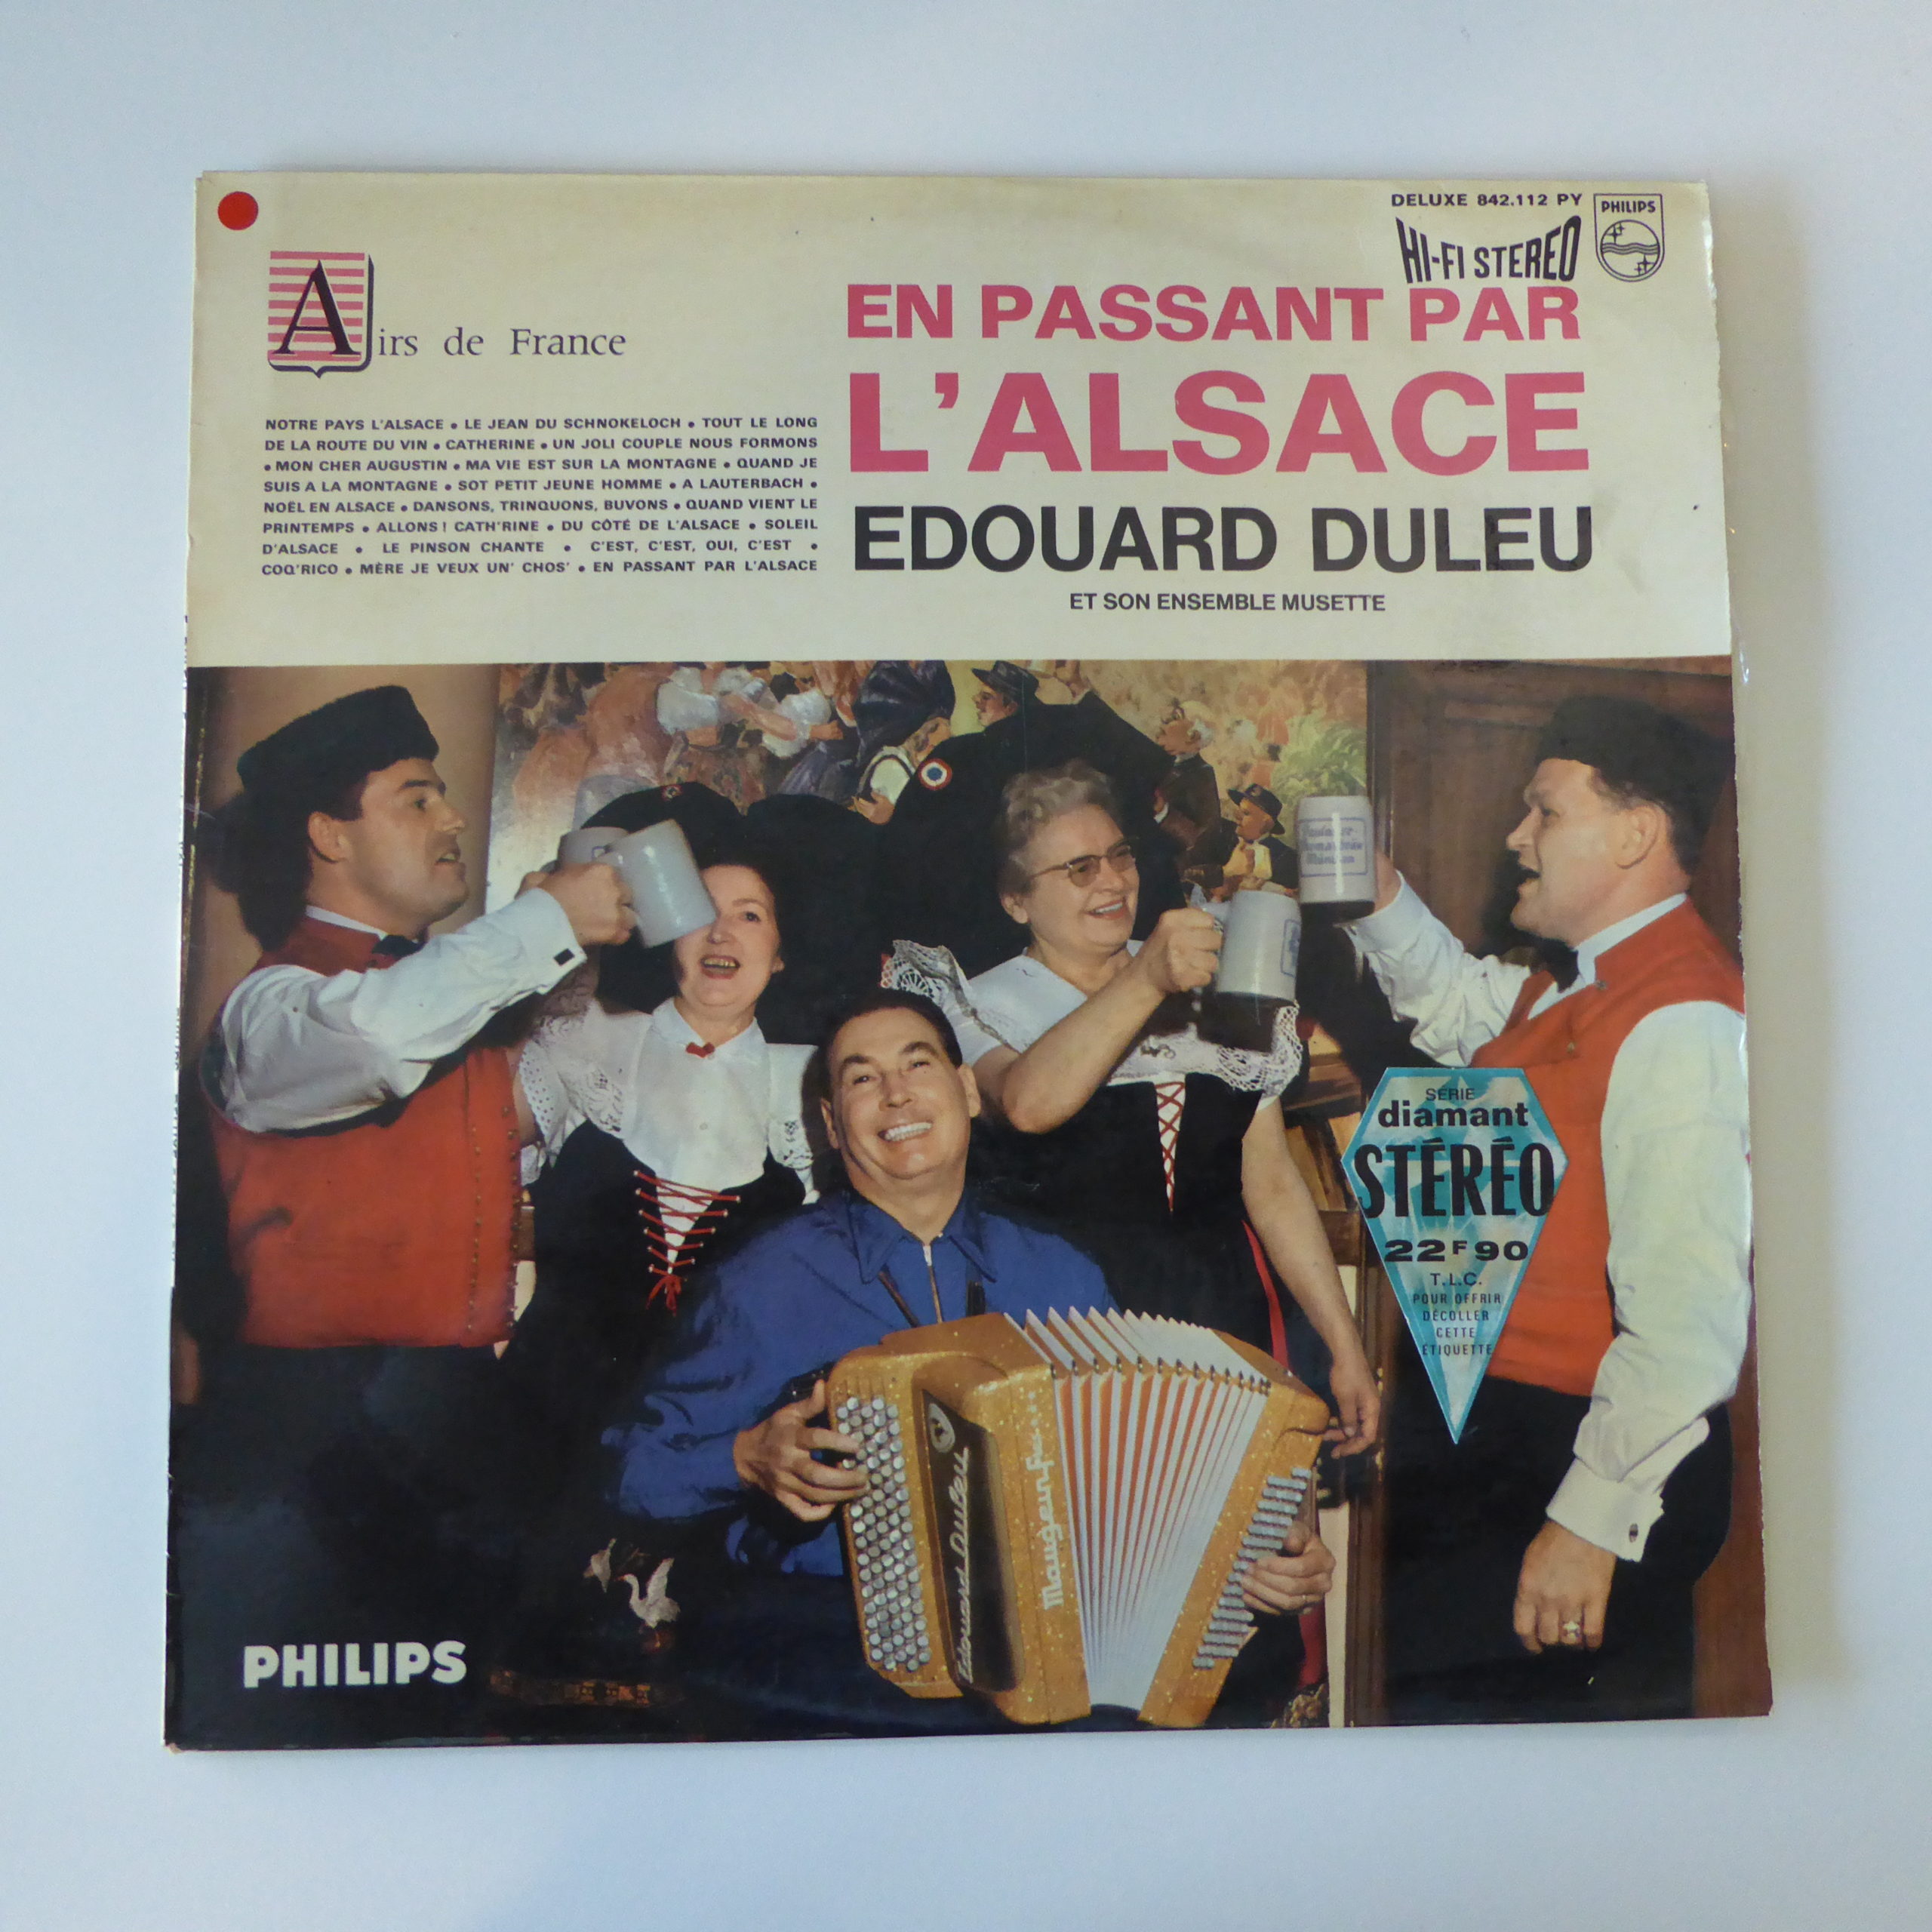 DELUXE 842.112 PY
HI-FI STEREO
PHILIPS
Airs de France
EN PASSANT PAR
L'ALSACE
EDOUARD DULEU
ET SON ENSEMBLE MUSETTE
NOTRE PAYS L'ALSACE • LE JEAN DU SCHNOKELOCH • TOUT LE LONG
DE LA ROUTE DU VIN • CATHERINE • UN JOLI COUPLE NOUS FORMONS
• MON CHER AUGUSTIN • MA VIE EST SUR LA MONTAGNE • QUAND JE
SUIS A LA MONTAGNE • SOT PETIT JEUNE HOMME • A LAUTERBACH •
NOËL EN ALSACE • DANSONS, TRINQUONS, BUVONS • QUAND VIENT LE
PRINTEMPS • ALLONS ! CATH'RINE • DU CÔTÉ DE L'ALSACE • SOLEIL
D'ALSACE • LE PINSON CHANTE • C'EST, C'EST, OUI, C'EST •
COQ'RICO • MÈRE JE VEUX UN' CHOS' • EN PASSANT PAR L'ALSACE
SÉRIE
diamant
STÉRÉO
22F90
T.L.C.
POUR OFFRIR
DÉCOLLER
CETTE
ÉTIQUETTE
Edouard Duleu
Maugein Fes
PHILIPS